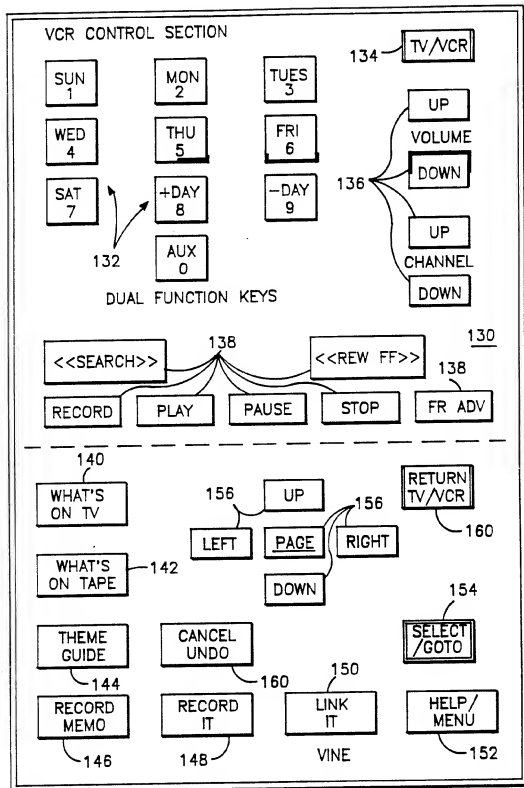 VCR CONTROL SECTION
134
TV/VCR
SUN
1
MON
2
TUES
3
UP
WED
4
THU
5
FRI
6
VOLUME
136
DOWN
SAT
7
+DAY
8
-DAY
9
UP
132
AUX
0
CHANNEL
DOWN
DUAL FUNCTION KEYS
130
<<SEARCH>>
138
<<REW FF>>
138
RECORD
PLAY
PAUSE
STOP
FR ADV
140
WHAT'S
ON TV
156
UP
156
RETURN
TV/VCR
LEFT
PAGE
RIGHT
160
WHAT'S
ON TAPE
142
DOWN
154
THEME
GUIDE
CANCEL
UNDO
SELECT
/GOTO
144
160
150
RECORD
MEMO
RECORD
IT
LINK
IT
HELP/
MENU
146
148
VINE
152